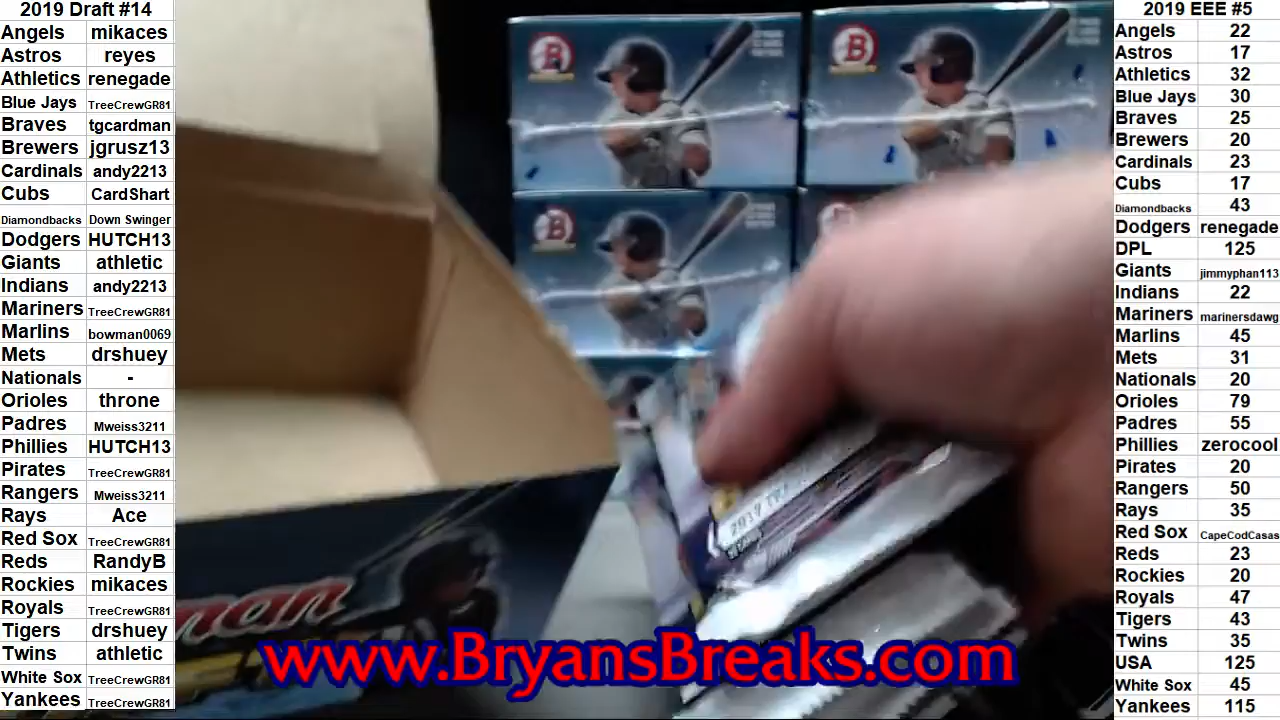 2019 Draft #14
Angels mikaces
Astros reyes
Athletics renegade
Blue Jays TreeCrewGR81
Braves tgcardman
Brewers jgrusz13
Cardinals andy2213
Cubs CardShart
Diamondbacks Down Swinger
Dodgers HUTCH13
Giants athletic
Indians andy2213
Mariners TreeCrewGR81
Marlins bowman0069
Mets drshuey
Nationals -
Orioles throne
Padres Mweiss3211
Phillies HUTCH13
Pirates TreeCrewGR81
Rangers Mweiss3211
Rays Ace
Red Sox TreeCrewGR81
Reds RandyB
Rockies mikaces
Royals TreeCrewGR81
Tigers drshuey
Twins athletic
White Sox TreeCrewGR81
Yankees TreeCrewGR81
B
B
B
2019
man
www.BryansBreaks.com
2019 EEE #5
Angels 22
Astros 17
Athletics 32
Blue Jays 30
Braves 25
Brewers 20
Cardinals 23
Cubs 17
Diamondbacks 43
Dodgers renegade
DPL 125
Giants jimmyphan113
Indians 22
Mariners marinersdawg
Marlins 45
Mets 31
Nationals 20
Orioles 79
Padres 55
Phillies zerocool
Pirates 20
Rangers 50
Rays 35
Red Sox CapeCodCasas
Reds 23
Rockies 20
Royals 47
Tigers 43
Twins 35
USA 125
White Sox 45
Yankees 115